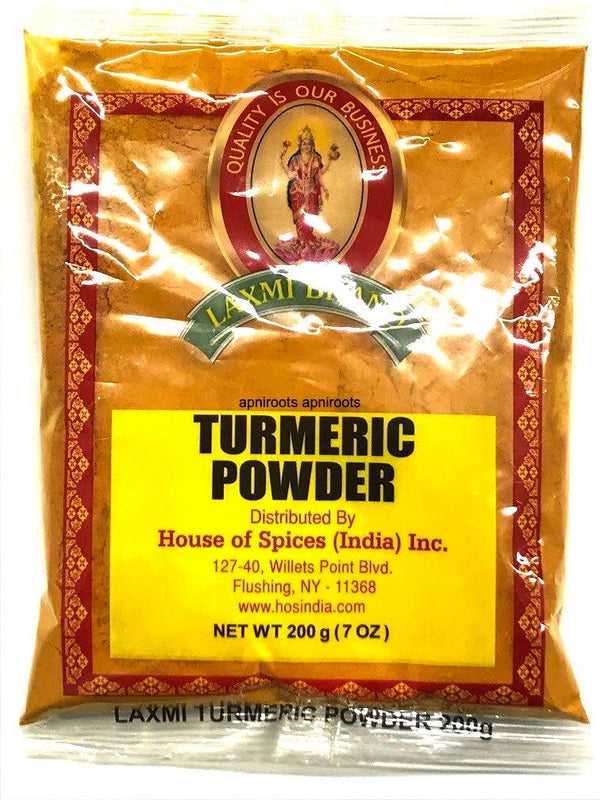 QUALITY IS OUR BUSINESS
LAXMI BRAND
apniroots apniroots
TURMERIC
POWDER
Distributed By
House of Spices (India) Inc.
127-40, Willets Point Blvd.
Flushing, NY - 11368
www.hosindia.com
NET WT 200 g ( 7 OZ )
LAXMI TURMERIC POWDER 200g